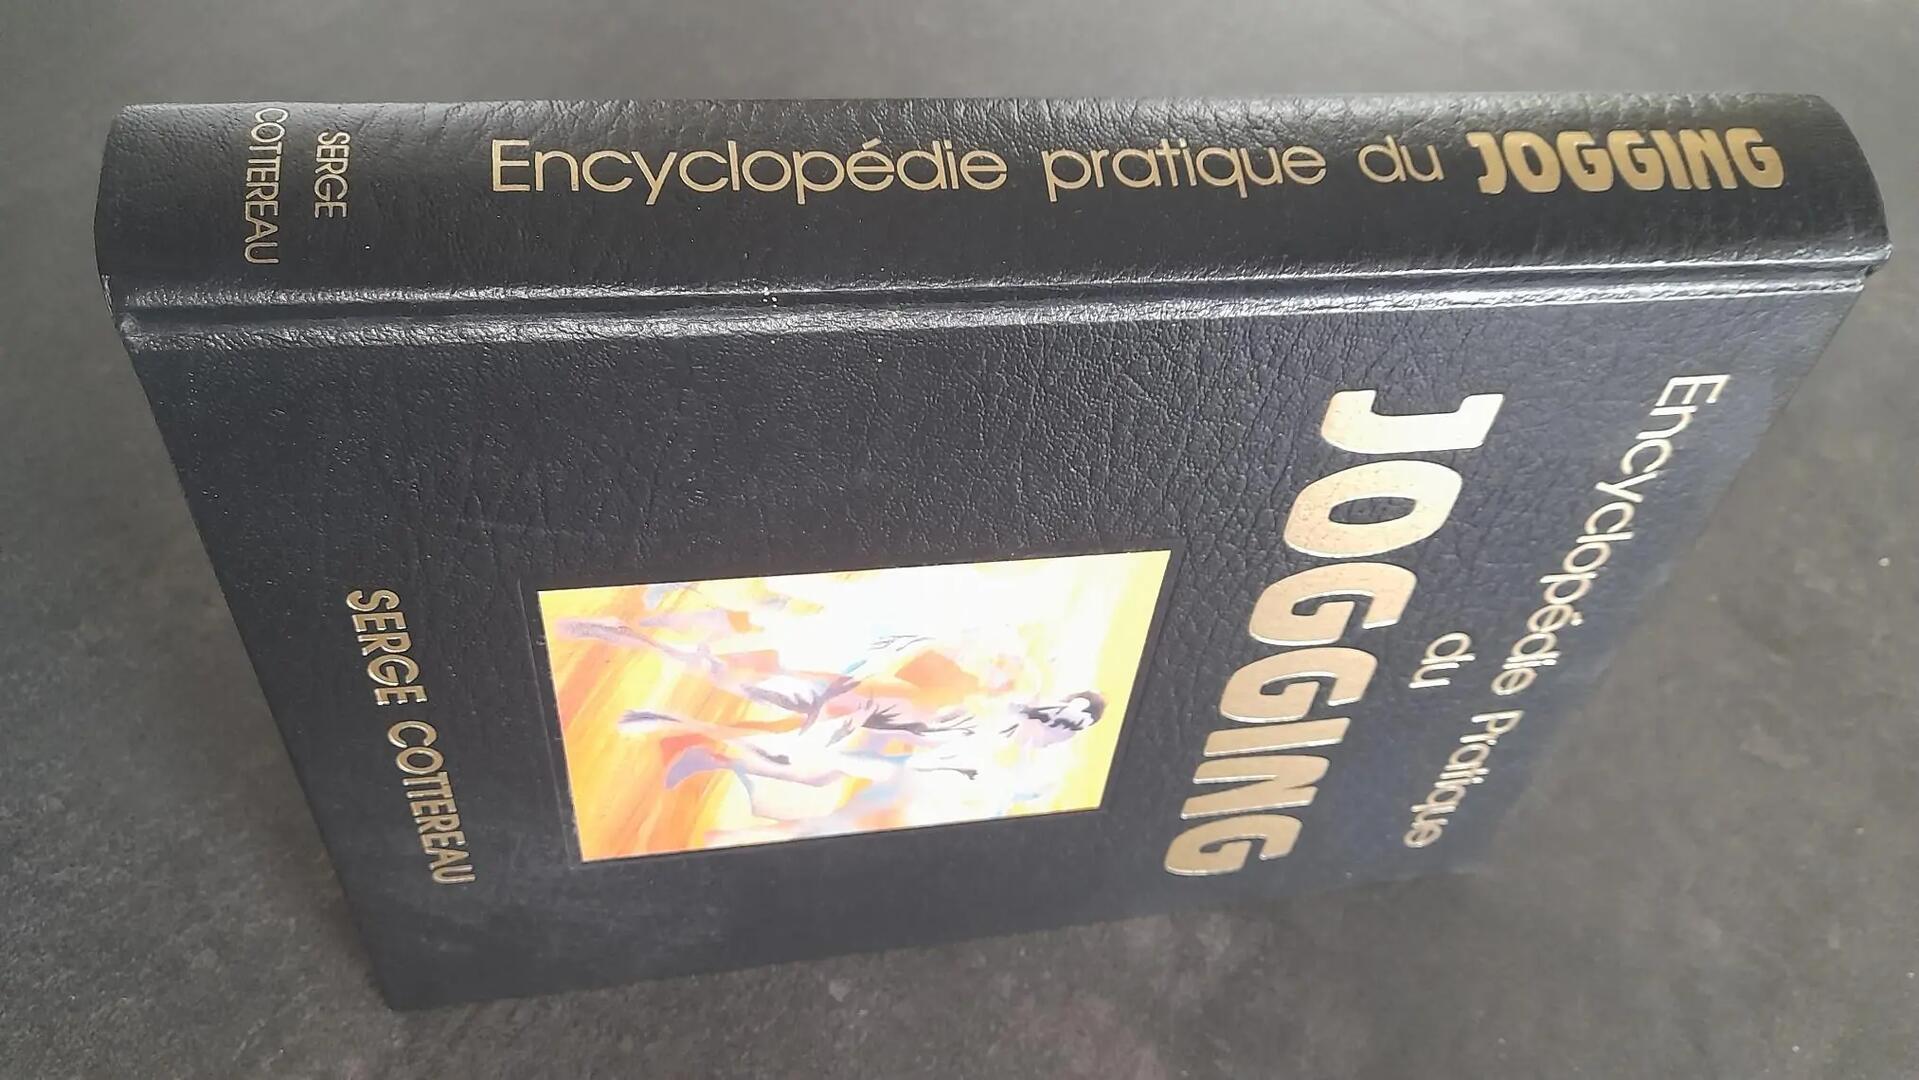 Encyclopédie pratique du JOGGING
SERGE
COTTEREAU
Encyclopédie Pratique
du
JOGGING
SERGE COTTEREAU